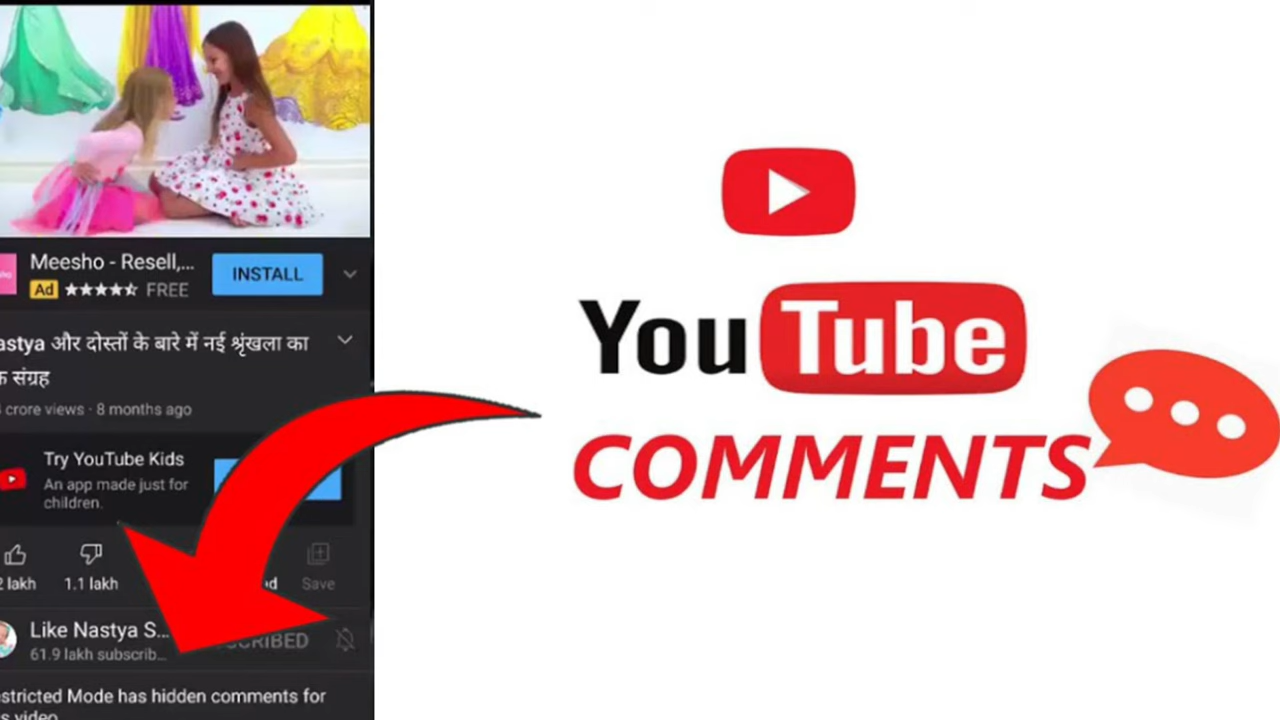 Meesho - Resell,...
INSTALL
Ad
FREE
astya और दोस्तों के बारे में नई श्रृंखला का
संग्रह
crore views · 8 months ago
Try YouTube Kids
An app made just for
children.
2 lakh
1.1 lakh
Save
Like Nastya S...
61.9 lakh subscrib...
SCRIBED
estricted Mode has hidden comments for
s video
YouTube
COMMENTS